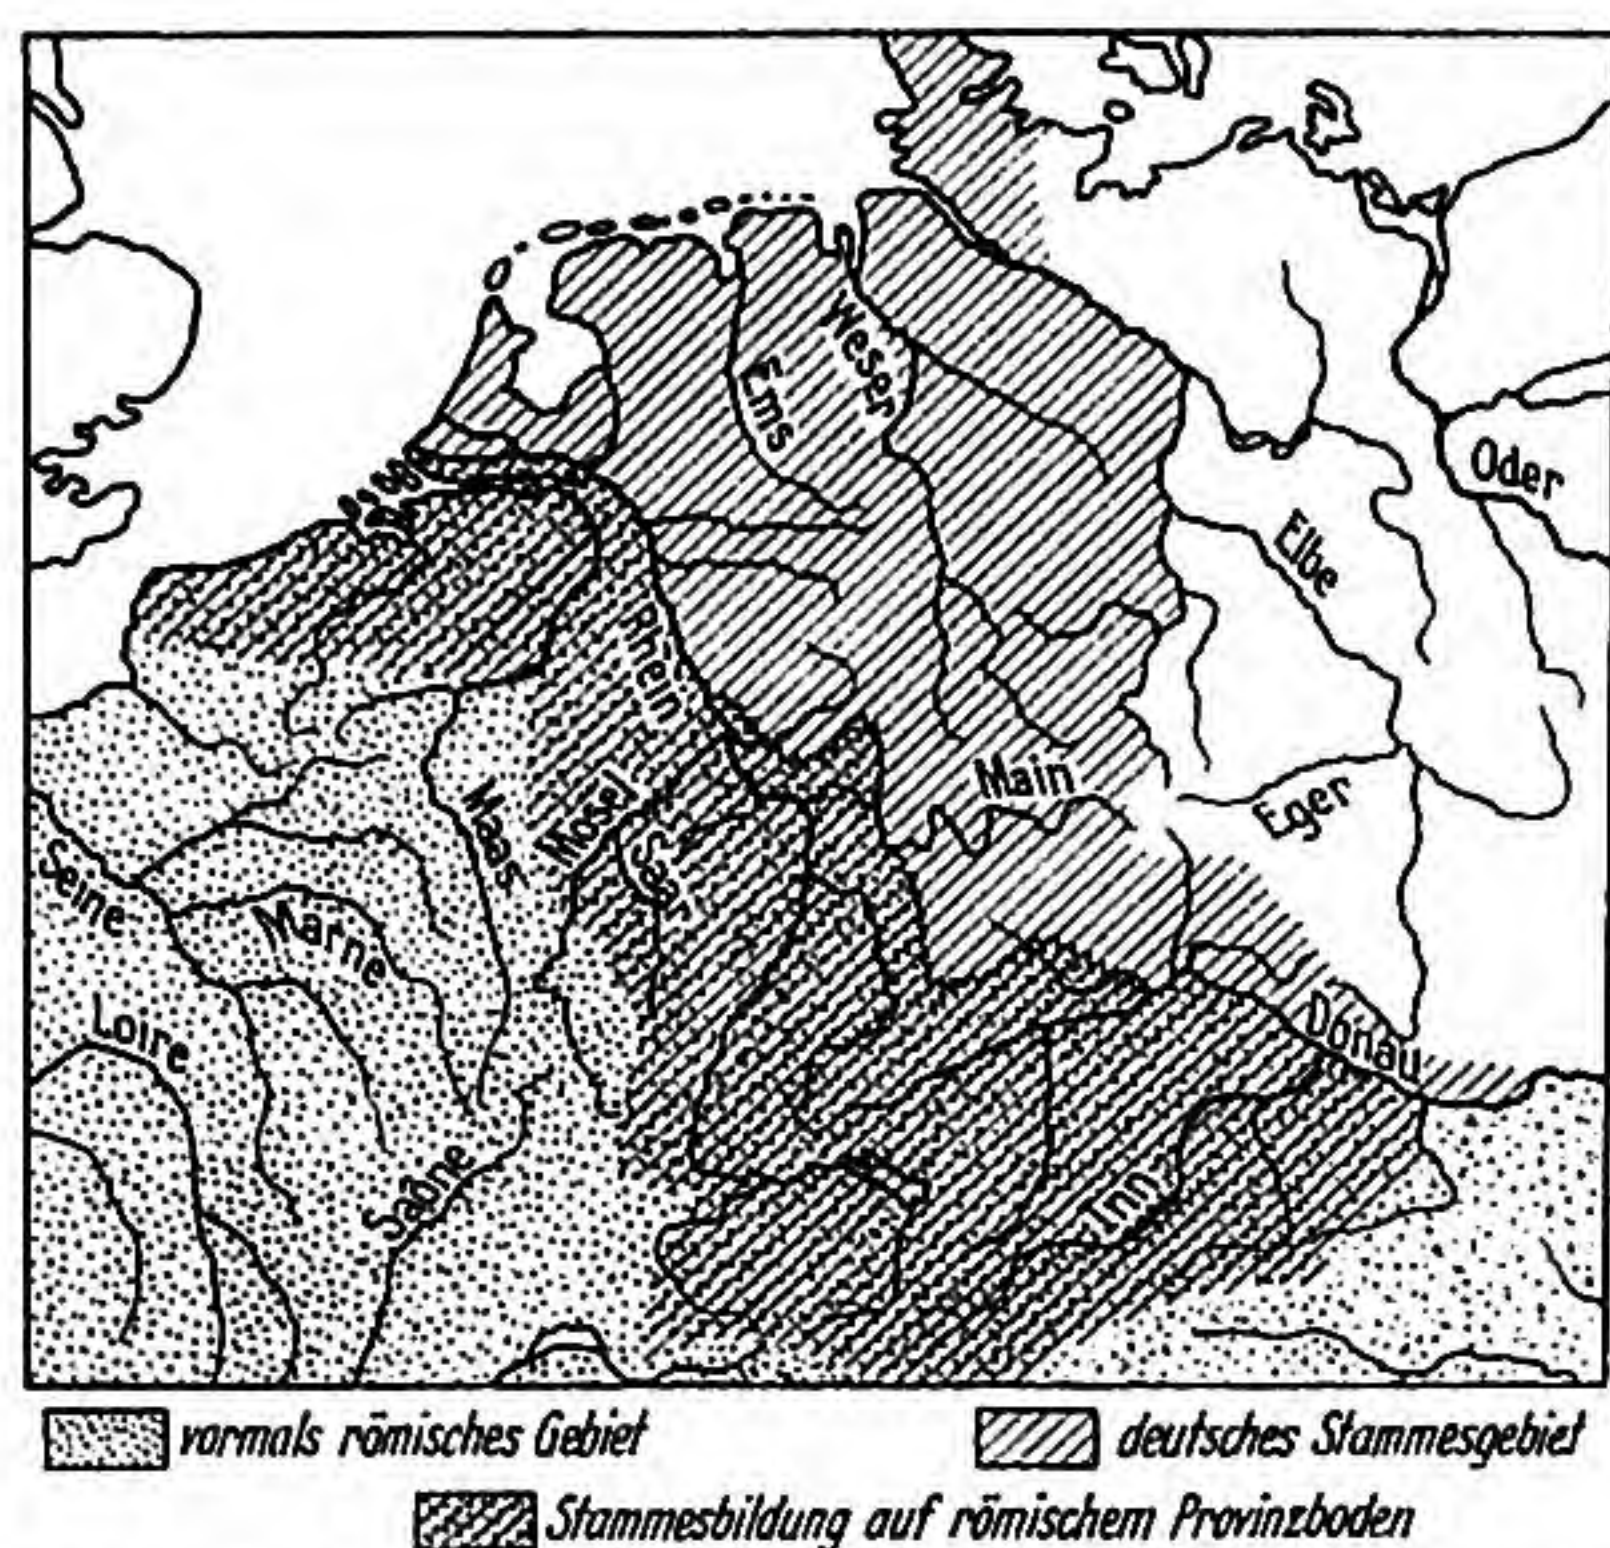 Weser
Ems
Oder
Elbe
Rhein
Main
Eger
Mosel
Saar
Maas
Seine
Marne
Loire
Donau
Saône
Inn
vormals römisches Gebiet
deutsches Stammesgebiet
Stammesbildung auf römischem Provinzboden